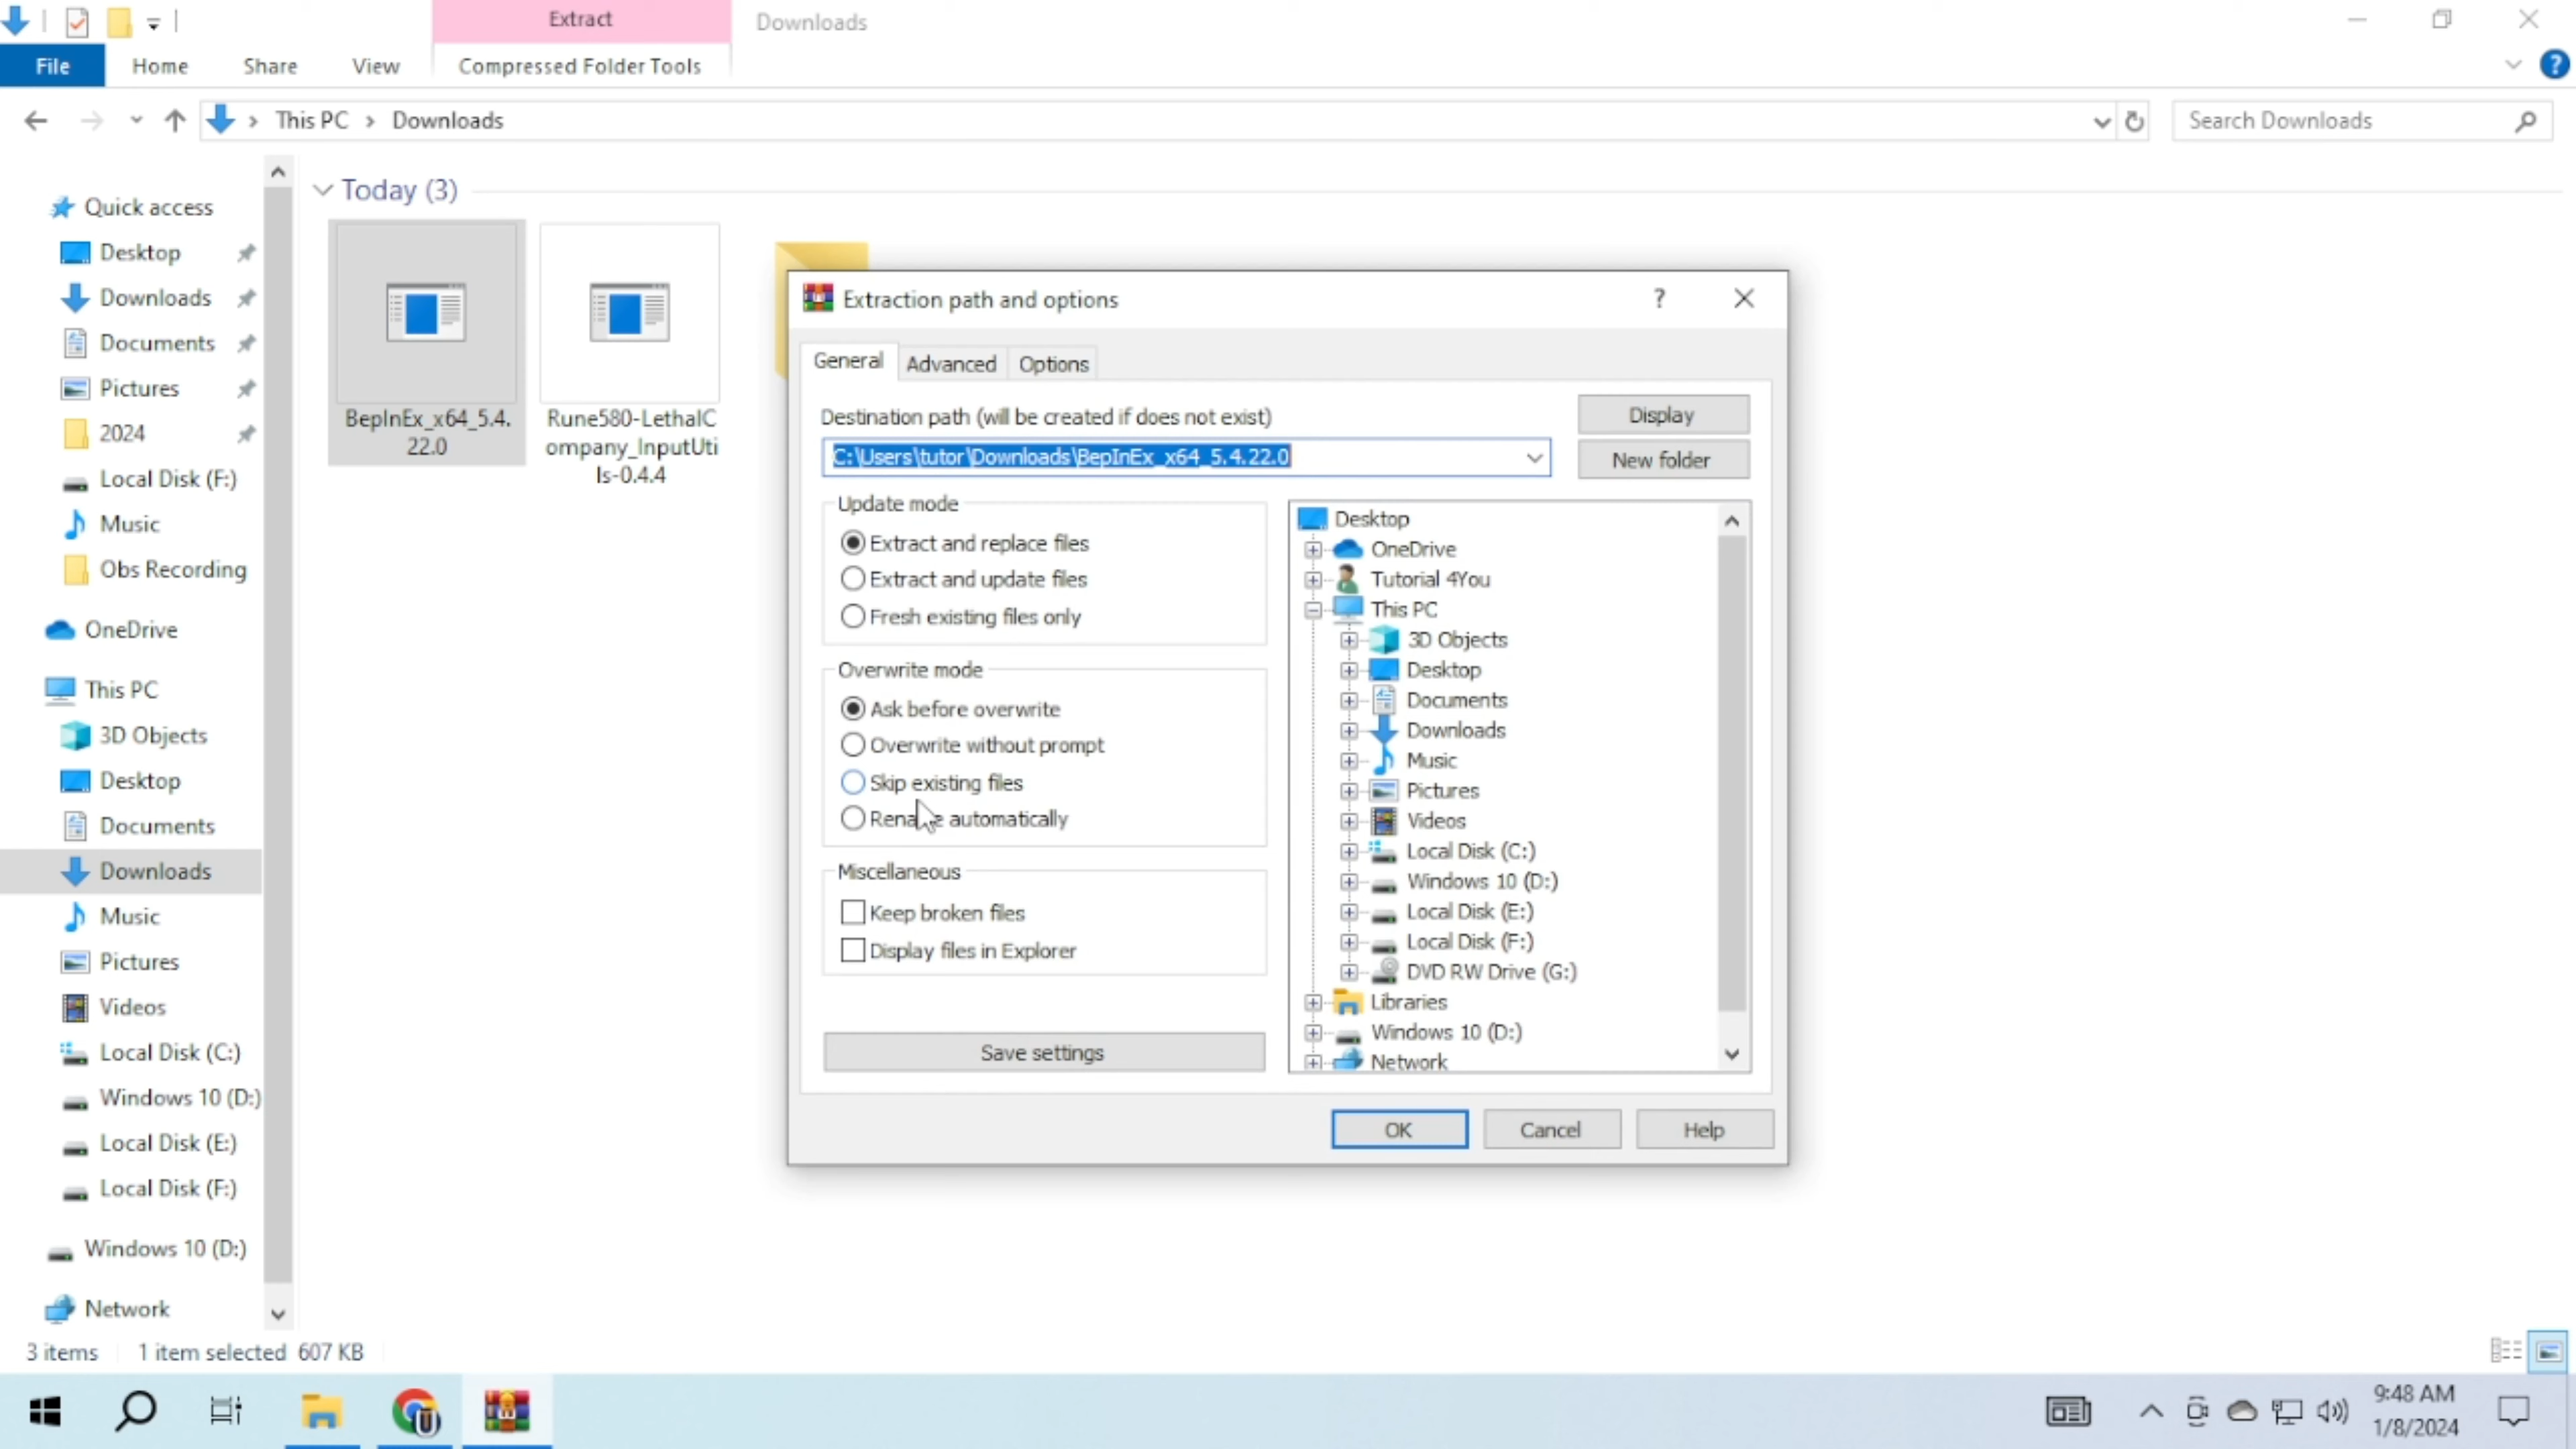 Extract
Downloads
File
Home
Share
View
Compressed Folder Tools
This PC
Downloads
Search Downloads
Quick access
Desktop
Downloads
Documents
Pictures
2024
Local Disk (F:)
Music
Obs Recording
OneDrive
This PC
3D Objects
Desktop
Documents
Downloads
Music
Pictures
Videos
Local Disk (C:)
Windows 10 (D:)
Local Disk (E:)
Local Disk (F:)
Windows 10 (D:)
Network
Today (3)
BepInEx_x64_5.4.
22.0
Rune580-LethalC
ompany_InputUti
ls-0.4.4
Extraction path and options
?
General
Advanced
Options
Destination path (will be created if does not exist)
Display
C:\Users\tutor\Downloads\BepInEx_x64_5.4.22.0
New folder
Update mode
Extract and replace files
Extract and update files
Fresh existing files only
Overwrite mode
Ask before overwrite
Overwrite without prompt
Skip existing files
Rename automatically
Miscellaneous
Keep broken files
Display files in Explorer
Save settings
Desktop
OneDrive
Tutorial 4You
This PC
3D Objects
Desktop
Documents
Downloads
Music
Pictures
Videos
Local Disk (C:)
Windows 10 (D:)
Local Disk (E:)
Local Disk (F:)
DVD RW Drive (G:)
Libraries
Windows 10 (D:)
Network
OK
Cancel
Help
3 items
1 item selected 607 KB
9:48 AM
1/8/2024